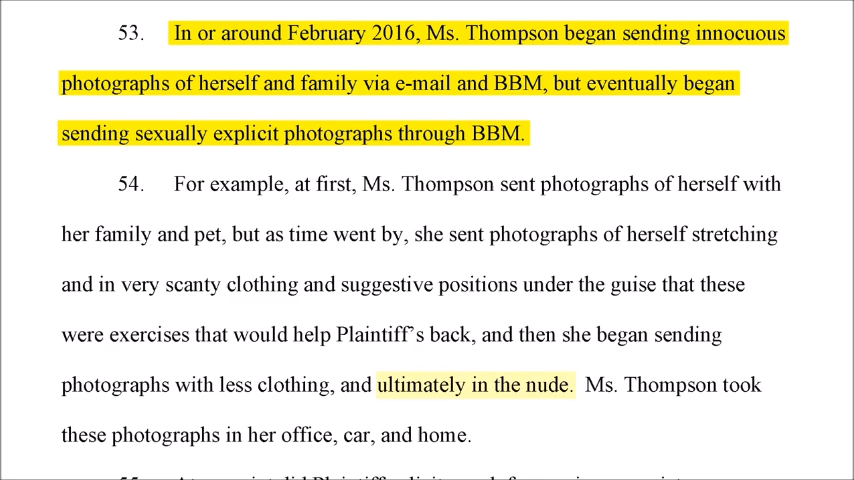 53. In or around February 2016, Ms. Thompson began sending innocuous
photographs of herself and family via e-mail and BBM, but eventually began
sending sexually explicit photographs through BBM.
54. For example, at first, Ms. Thompson sent photographs of herself with
her family and pet, but as time went by, she sent photographs of herself stretching
and in very scanty clothing and suggestive positions under the guise that these
were exercises that would help Plaintiff’s back, and then she began sending
photographs with less clothing, and ultimately in the nude. Ms. Thompson took
these photographs in her office, car, and home.